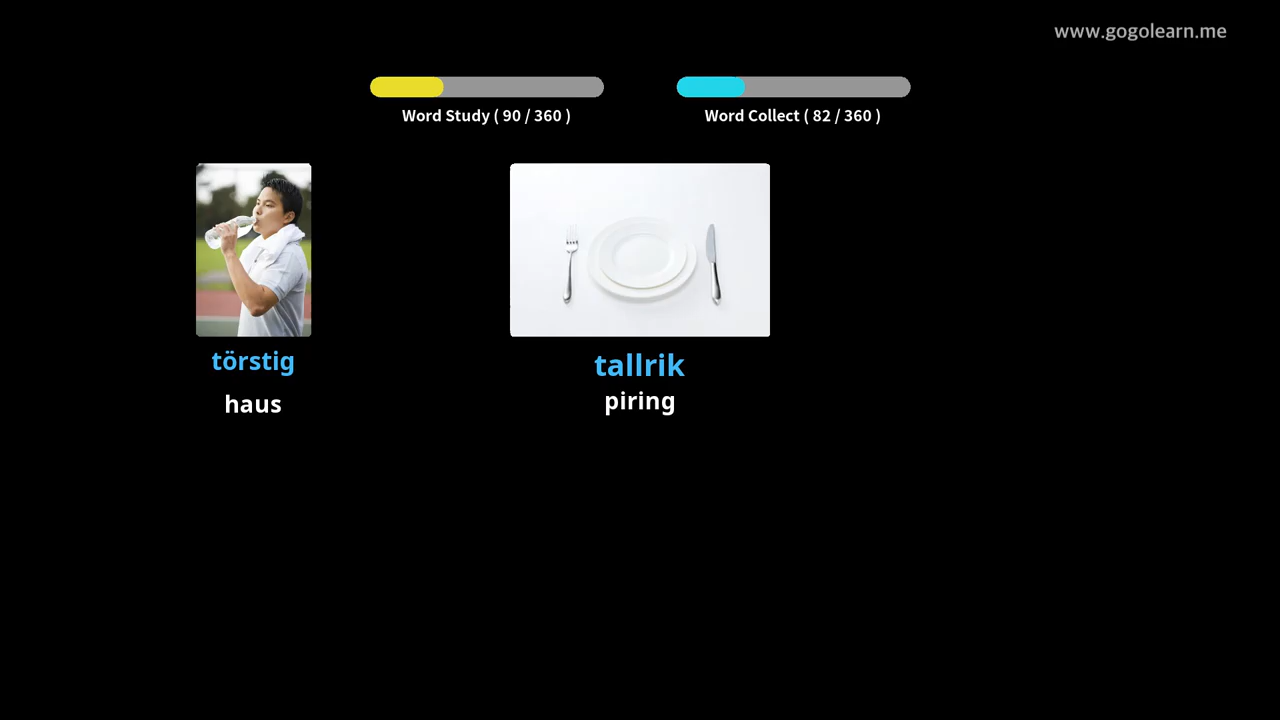 www.gogolearn.me
Word Study ( 90 / 360 )
Word Collect ( 82 / 360 )
törstig
haus
tallrik
piring